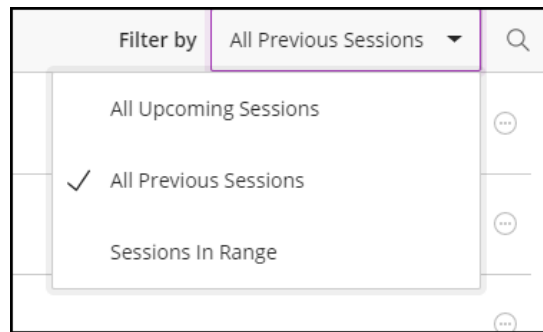 Filter by All Previous Sessions
All Upcoming Sessions
All Previous Sessions
Sessions In Range